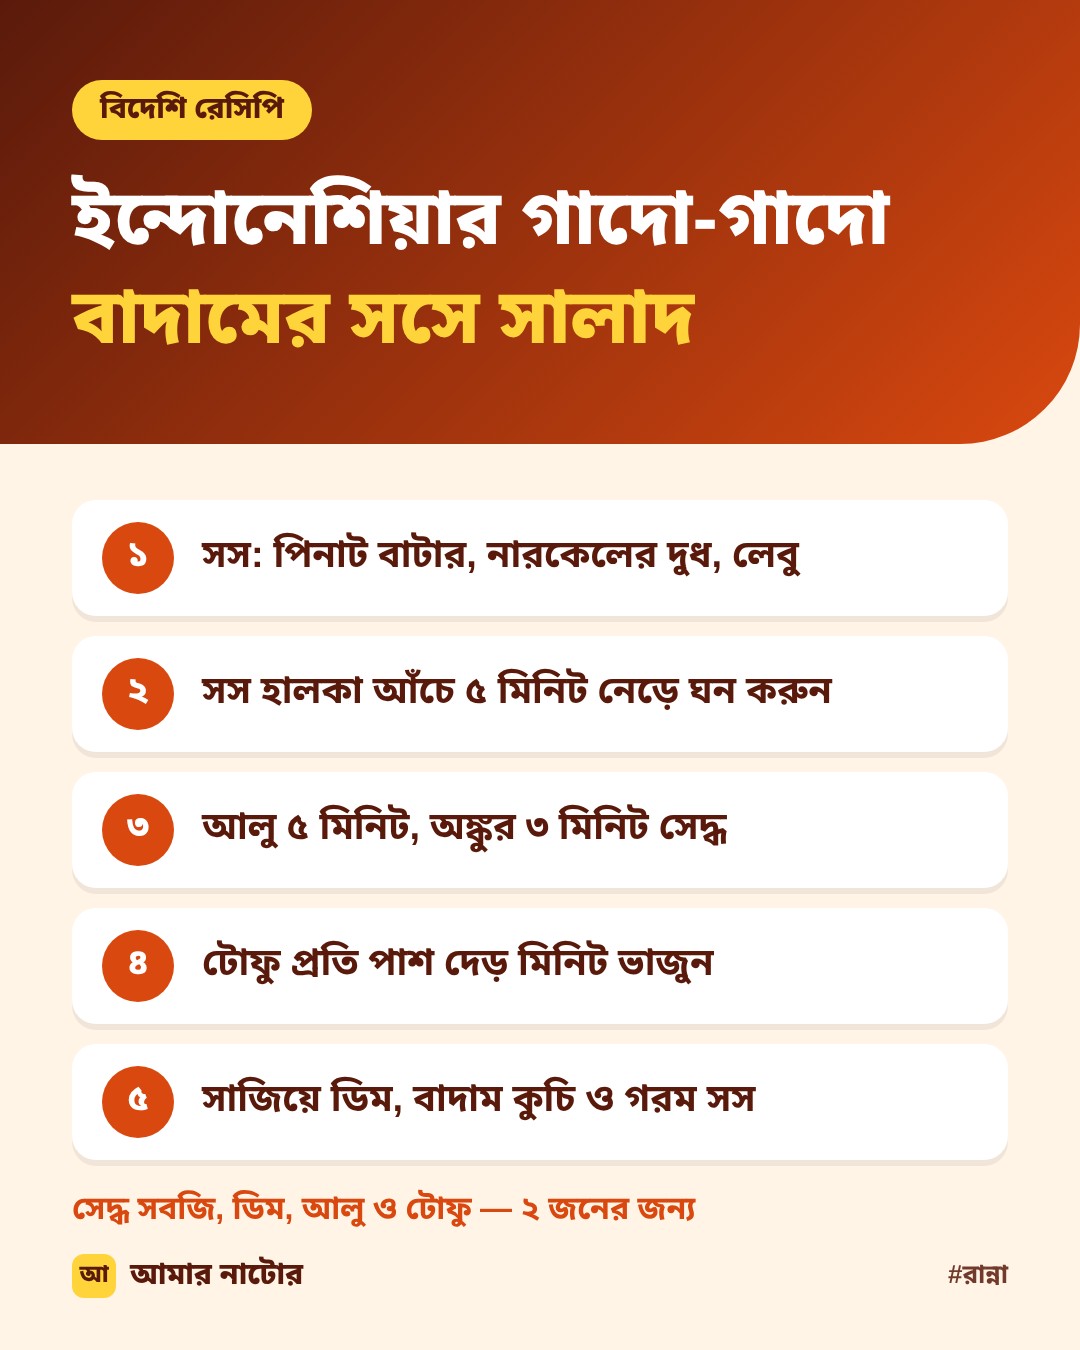 বিদেশি রেসিপি
ইন্দোনেশিয়ার গাদো-গাদো
বাদামের সসে সালাদ
১ সস: পিনাট বাটার, নারকেলের দুধ, লেবু
২ সস হালকা আঁচে ৫ মিনিট নেড়ে ঘন করুন
৩ আলু ৫ মিনিট, অঙ্কুর ৩ মিনিট সেদ্ধ
৪ টোফু প্রতি পাশ দেড় মিনিট ভাজুন
৫ সাজিয়ে ডিম, বাদাম কুচি ও গরম সস
সেদ্ধ সবজি, ডিম, আলু ও টোফু — ২ জনের জন্য
আ আমার নাটোর #রান্না